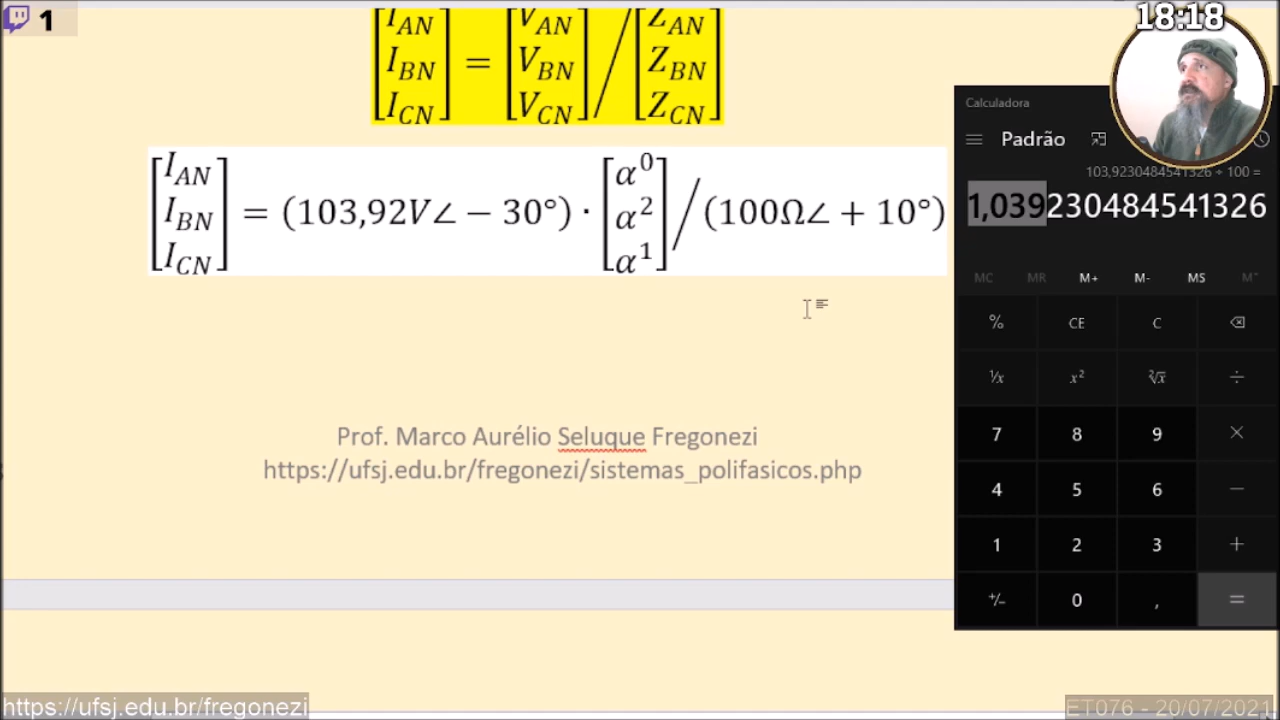 1
18:18
[I_AN I_BN I_CN] = [V_AN V_BN V_CN] / [Z_AN Z_BN Z_CN]
[I_AN I_BN I_CN] = (103,92V∠ − 30°) · [α^0 α^2 α^1] / (100Ω∠ + 10°)
Prof. Marco Aurélio Seluque Fregonezi
https://ufsj.edu.br/fregonezi/sistemas_polifasicos.php
Calculadora
Padrão
103,9230484541326 ÷ 100 =
1,039230484541326
MC MR M+ M- MS M˅
% CE C ⌫
¹/x x² ²√x ÷
7 8 9 ×
4 5 6 −
1 2 3 +
+/− 0 , =
https://ufsj.edu.br/fregonezi
ET076 - 20/07/2021